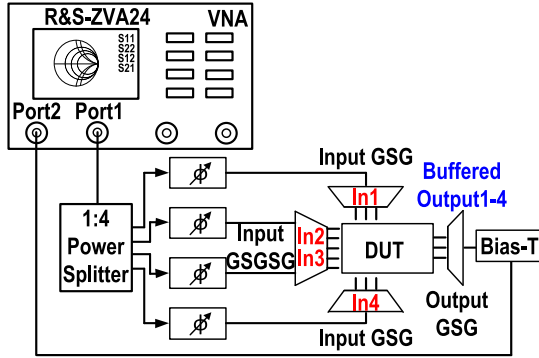 R&S-ZVA24 VNA
S11
S22
S12
S21
Port2 Port1
1:4
Power
Splitter
ϕ
ϕ
ϕ
ϕ
Input GSG
In1
Input
GSGSG
In2
In3
DUT
In4
Input GSG
Buffered
Output1-4
Bias-T
Output
GSG